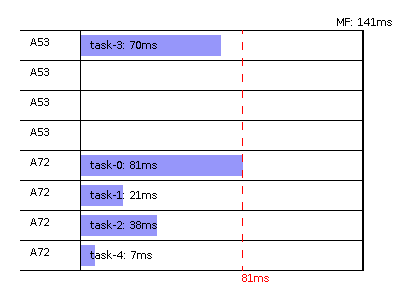 MF: 141ms
A53 task-3: 70ms
A53
A53
A53
A72 task-0: 81ms
A72 task-1: 21ms
A72 task-2: 38ms
A72 task-4: 7ms
81ms